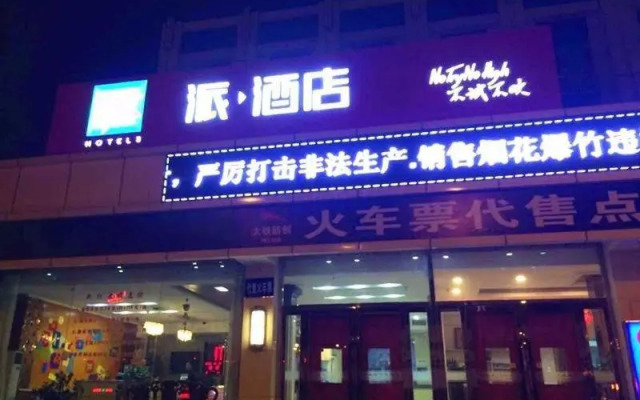 派·酒店
No Try No High
不试不欢
HOTELS
，严厉打击非法生产.销售烟花爆竹违
火车票代售点